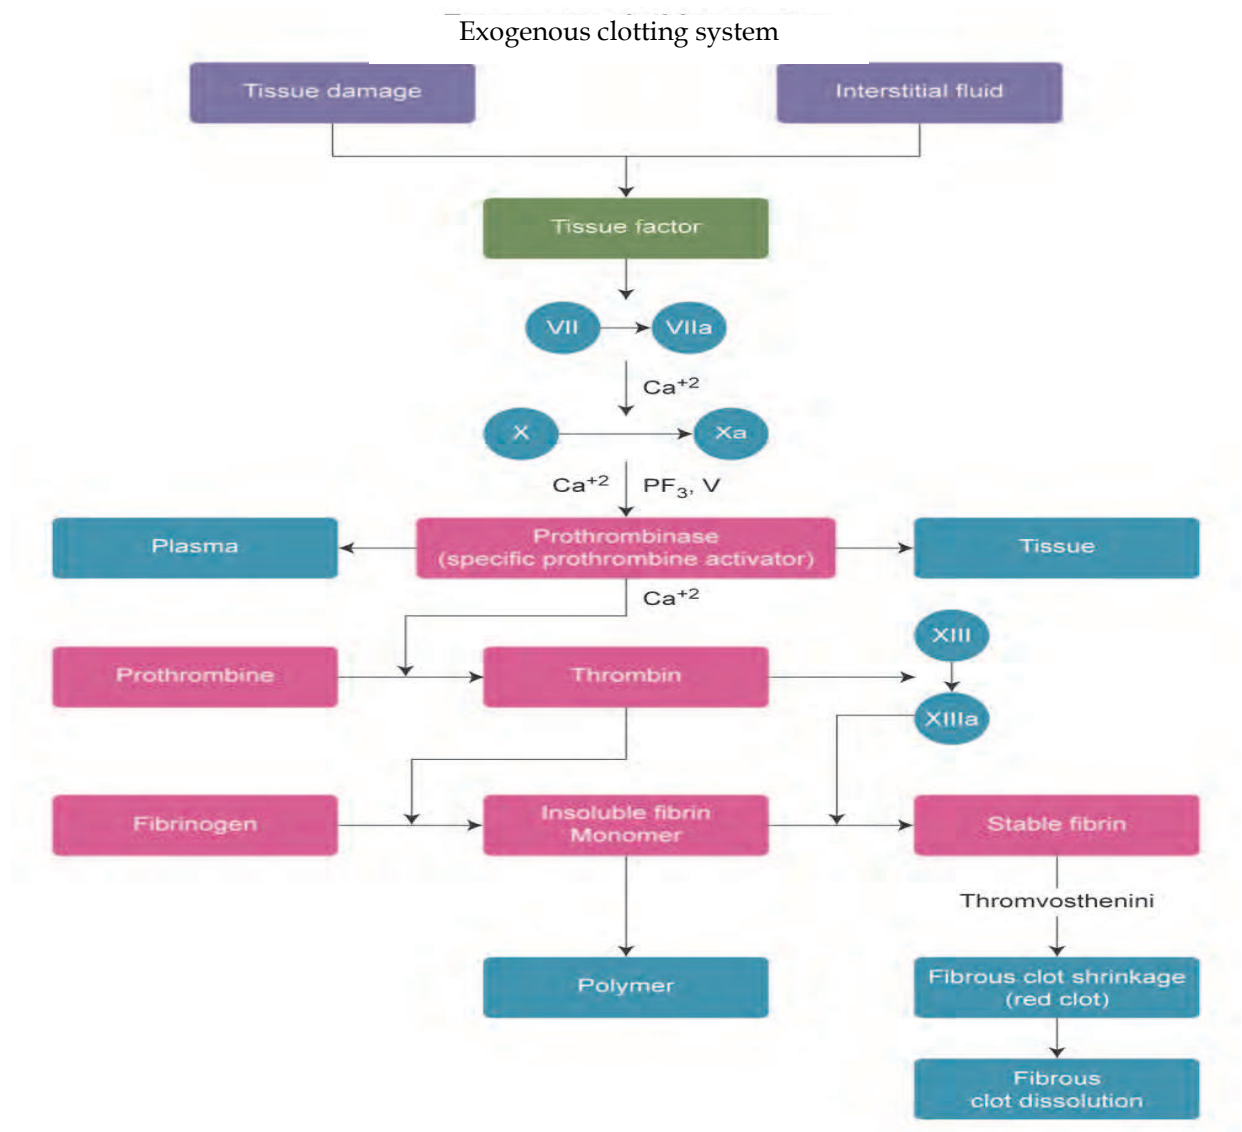 Exogenous clotting system
Tissue damage
Interstitial fluid
Tissue factor
VII
VIIa
Ca+2
X
Xa
Ca+2
PF3, V
Plasma
Prothrombinase
(specific prothrombine activator)
Tissue
Ca+2
XIII
Prothrombine
Thrombin
XIIIa
Fibrinogen
Insoluble fibrin
Monomer
Stable fibrin
Thromvosthenini
Polymer
Fibrous clot shrinkage
(red clot)
Fibrous
clot dissolution